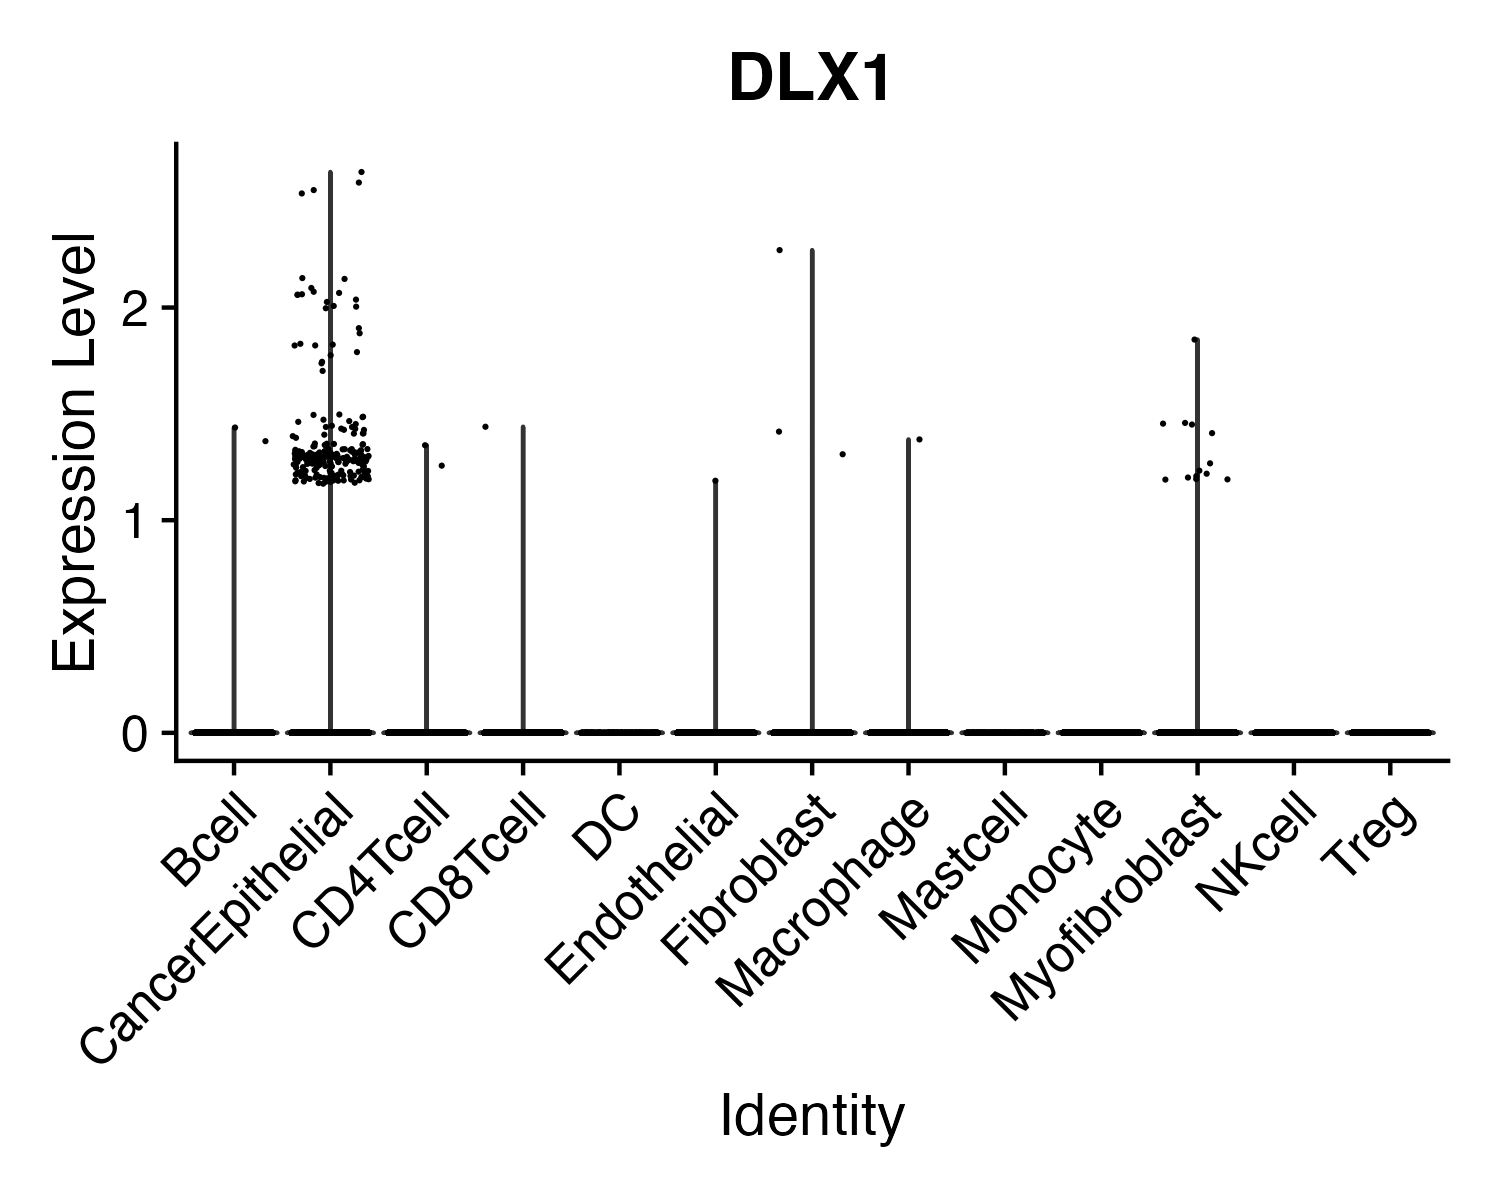 DLX1
Expression Level
2
1
0
Bcell
CancerEpithelial
CD4Tcell
CD8Tcell
DC
Endothelial
Fibroblast
Macrophage
Mastcell
Monocyte
Myofibroblast
NKcell
Treg
Identity